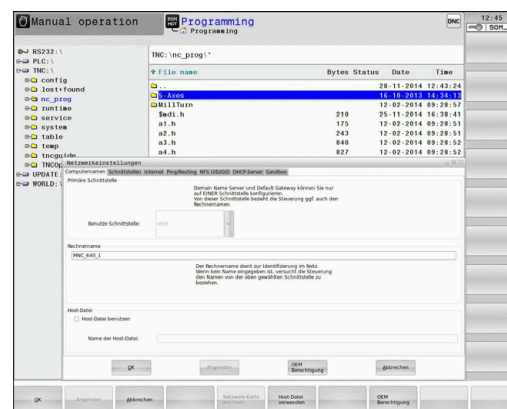 Manual operation
Programming
Programming
DNC
12:45
SOM_
RS232:\
PLC:\
TNC:\
config
lost+found
nc_prog
runtime
service
system
table
temp
tncguide
TNCOp
UPDATE:
WORLD:\
TNC:\nc_prog\*
File name Bytes Status Date Time
.. 28-11-2014 12:43:24
5-Axes 16-10-2013 14:34:13
MillTurn 12-02-2014 09:28:57
$mdi.h 210 25-11-2014 16:38:41
a1.h 175 12-02-2014 09:28:51
a2.h 243 12-02-2014 09:28:51
a3.h 840 12-02-2014 09:28:52
a4.h 827 12-02-2014 09:28:52
Netzwerkeinstellungen
Computernamen Schnittstellen Internet Ping/Routing NFS UID/GID DHCP-Server Sandbox
Primäre Schnittstelle
Domain Name Server und Default Gateway können Sie nur
auf EINER Schnittstelle konfigurieren.
Von dieser Schnittstelle bezieht die Steuerung ggf. auch den
Rechnernamen.
Benutze Schnittstelle:
Rechnername
MNC_640_1
Der Rechnername dient zur Identifizierung im Netz.
Wenn kein Name eingegeben ist, versucht die Steuerung
den Namen von der oben gewählten Schnittstelle zu
beziehen.
Host-Datei
Host-Datei benutzen
Name der Host-Datei:
OK
Anwenden
OEM
Berechtigung
Abbrechen
OK
Anwenden
Abbrechen
Netzwerk-Karte
Host-Datei
verwenden
OEM
Berechtigung